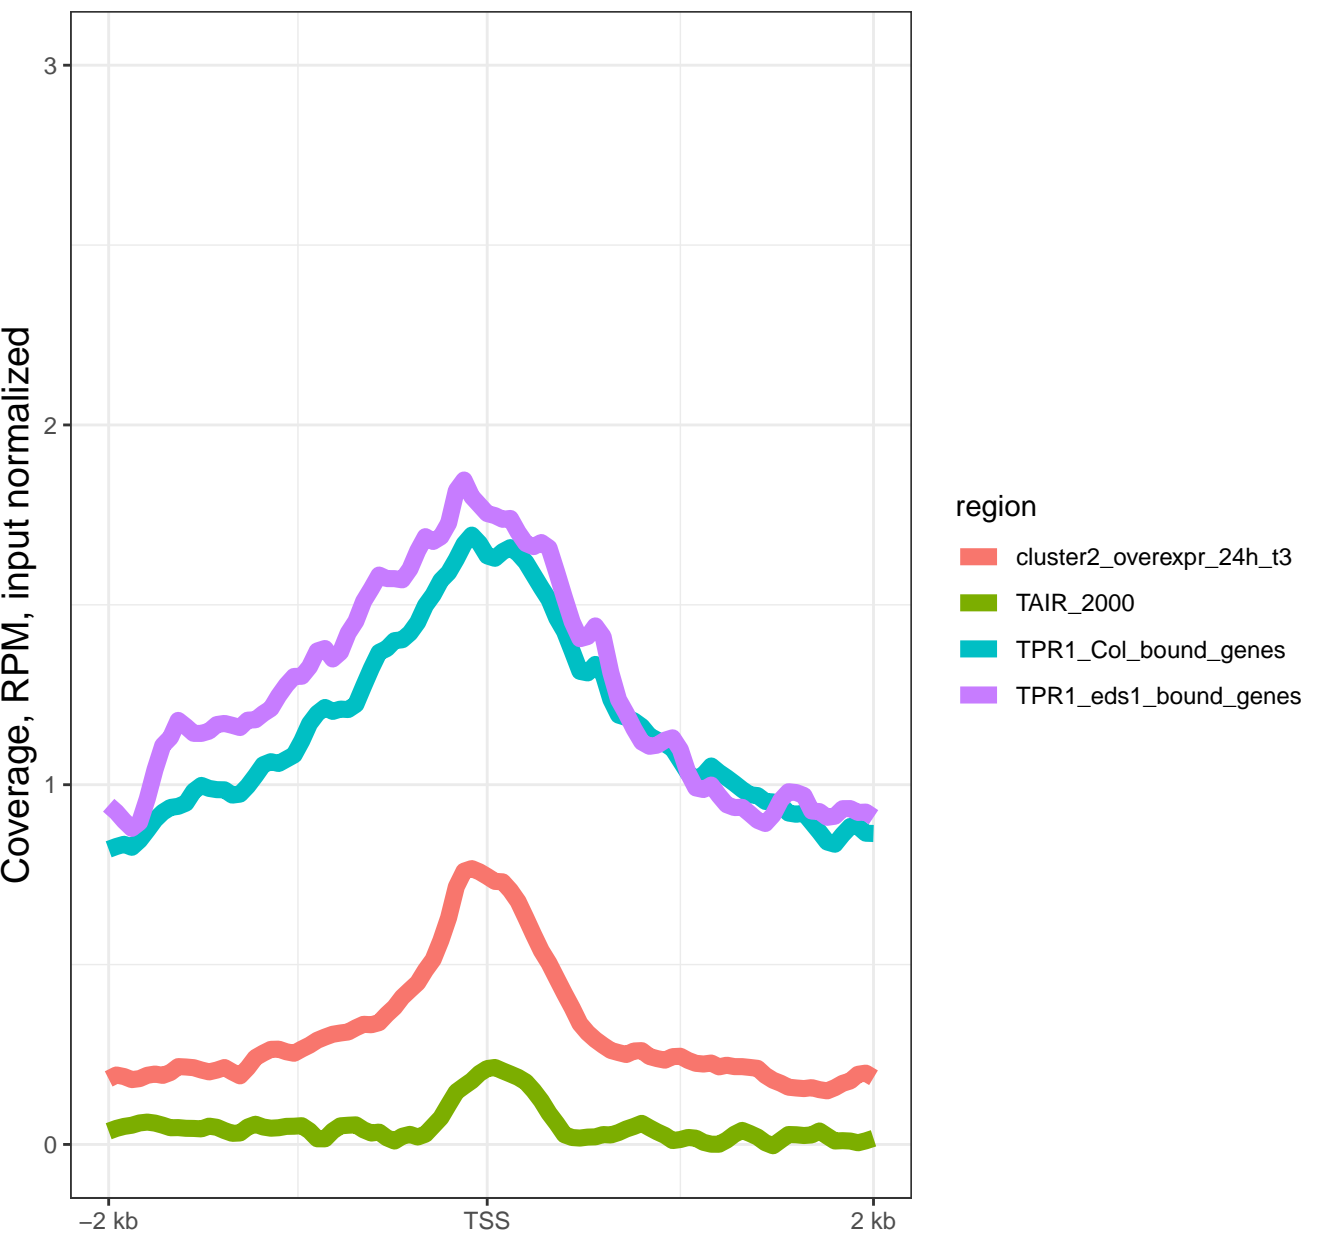 Coverage, RPM, input normalized
3
2
1
0
−2 kb
TSS
2 kb
region
cluster2_overexpr_24h_t3
TAIR_2000
TPR1_Col_bound_genes
TPR1_eds1_bound_genes